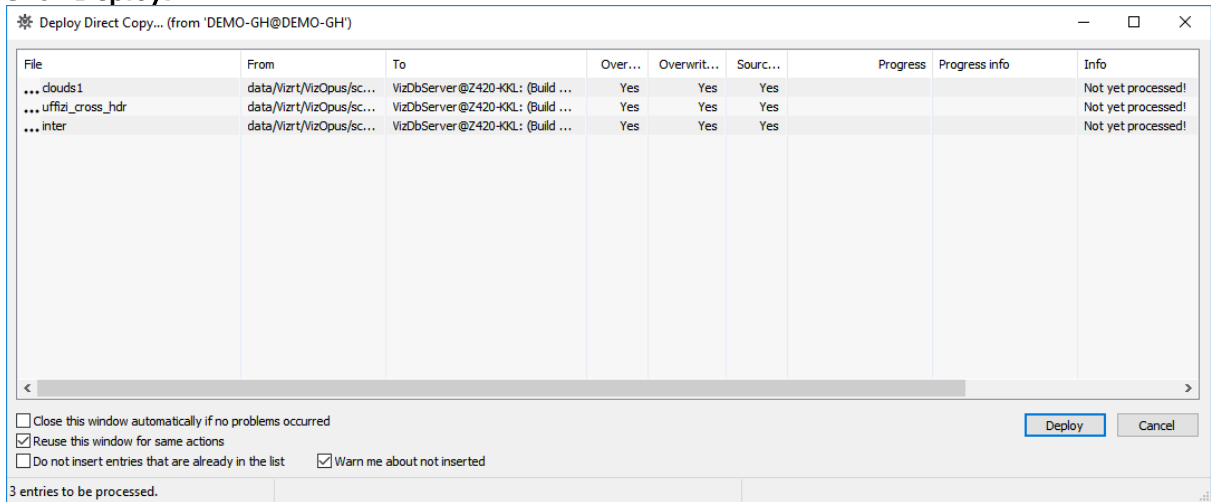 Deploy Direct Copy... (from 'DEMO-GH@DEMO-GH')
File From To Over... Overwrit... Sourc... Progress Progress info Info
clouds1 data/Vizrt/VizOpus/sc... VizDbServer@Z420-KKL: (Build ... Yes Yes Yes Not yet processed!
uffizi_cross_hdr data/Vizrt/VizOpus/sc... VizDbServer@Z420-KKL: (Build ... Yes Yes Yes Not yet processed!
inter data/Vizrt/VizOpus/sc... VizDbServer@Z420-KKL: (Build ... Yes Yes Yes Not yet processed!
Close this window automatically if no problems occurred
Deploy Cancel
Reuse this window for same actions
Do not insert entries that are already in the list Warn me about not inserted
3 entries to be processed.